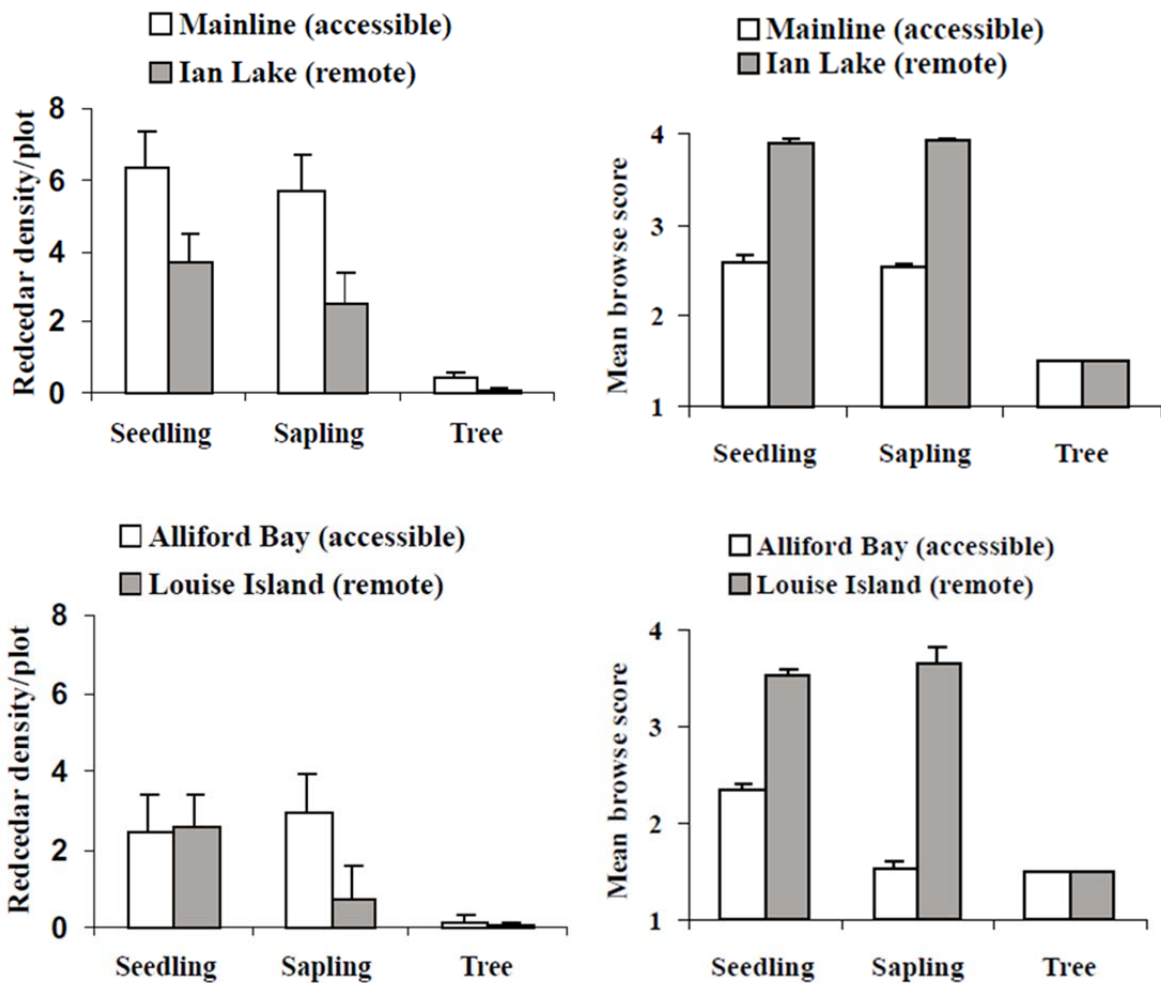 Mainline (accessible)
Ian Lake (remote)
Redcedar density/plot
8
6
4
2
0
Seedling Sapling Tree
Mainline (accessible)
Ian Lake (remote)
Mean browse score
4
3
2
1
Seedling Sapling Tree
Alliford Bay (accessible)
Louise Island (remote)
Redcedar density/plot
8
6
4
2
0
Seedling Sapling Tree
Alliford Bay (accessible)
Louise Island (remote)
Mean browse score
4
3
2
1
Seedling Sapling Tree